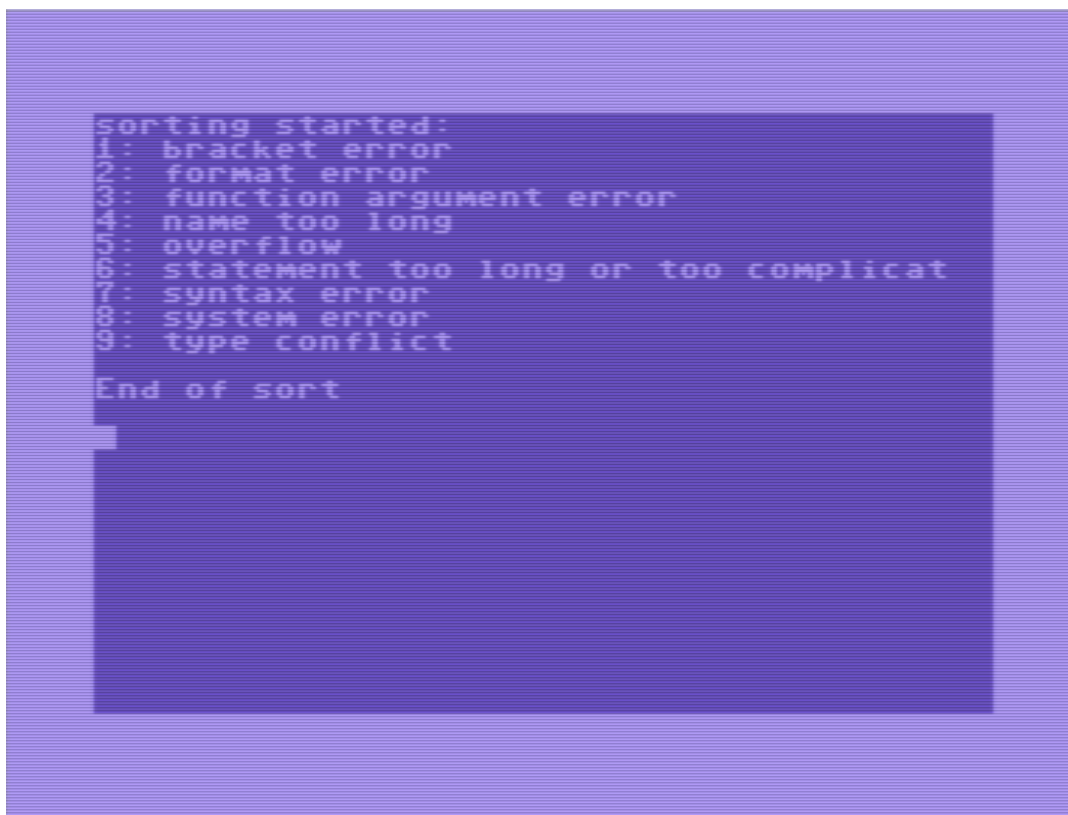 sorting started:
1: bracket error
2: format error
3: function argument error
4: name too long
5: overflow
6: statement too long or too complicat
7: syntax error
8: system error
9: type conflict
End of sort